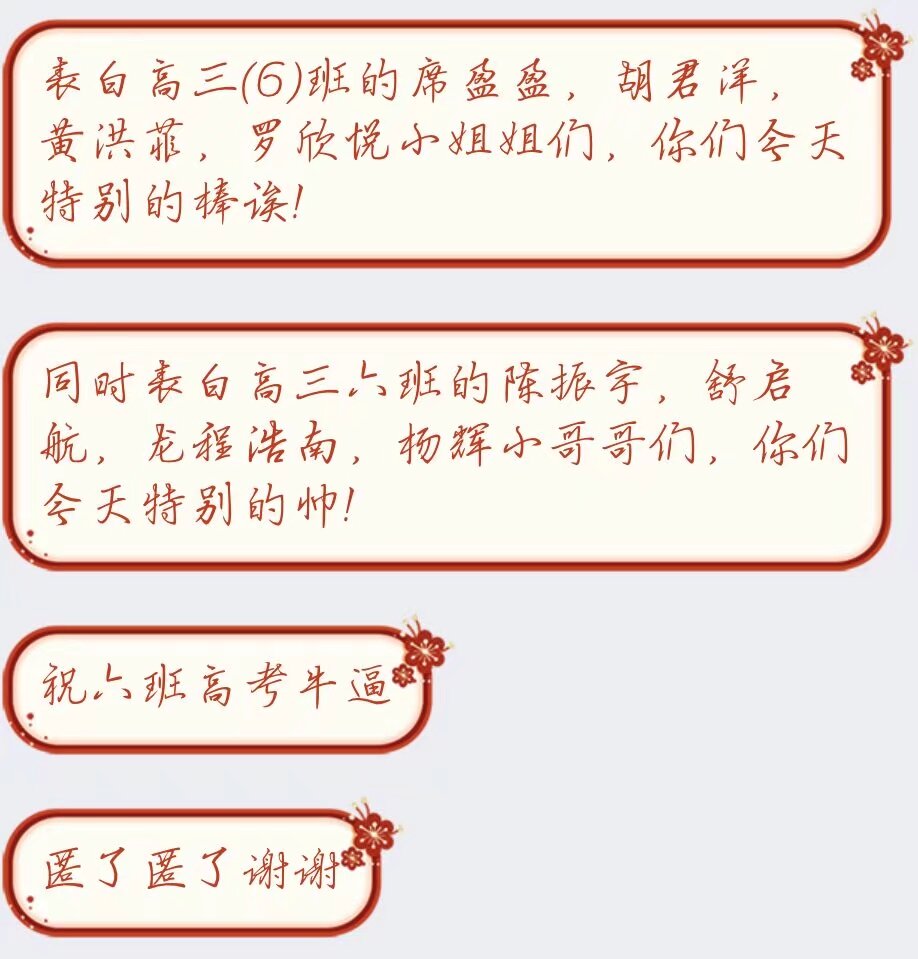 表白高三(6)班的席盈盈，胡君洋，
黄洪菲，罗欣悦小姐姐们，你们今天
特别的棒诶!
同时表白高三六班的陈振宇，舒启
航，龙程浩南，杨辉小哥哥们，你们
今天特别的帅!
祝六班高考牛逼
匿了匿了谢谢